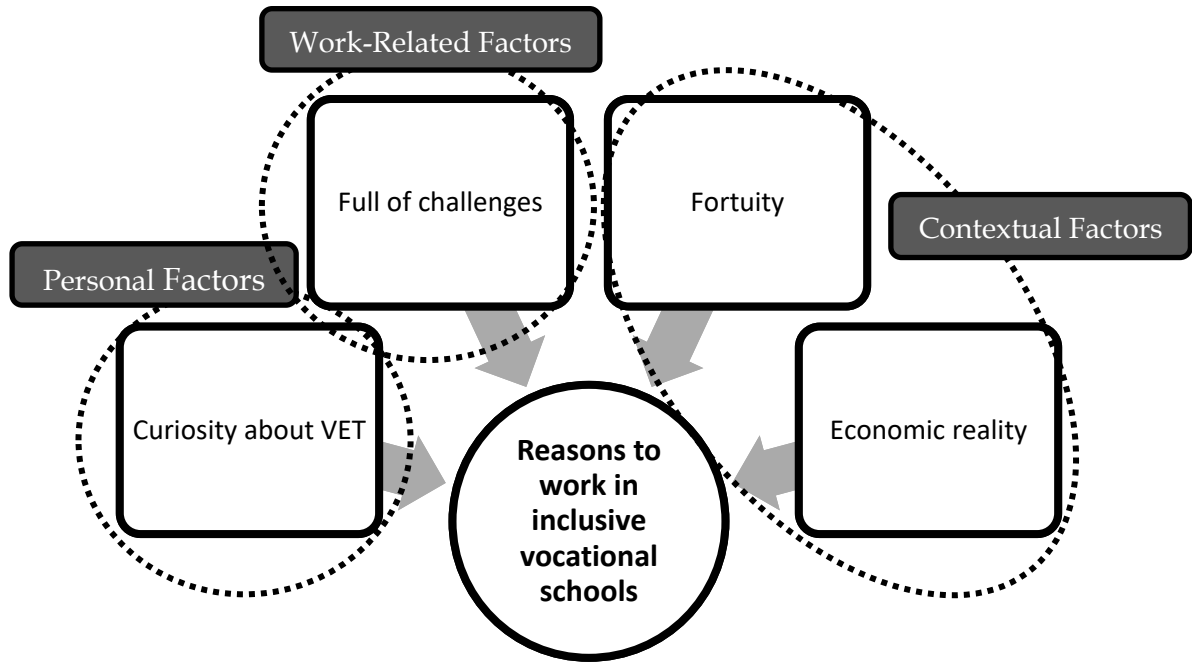 Work-Related Factors
Full of challenges
Fortuity
Contextual Factors
Personal Factors
Curiosity about VET
Economic reality
Reasons to
work in
inclusive
vocational
schools